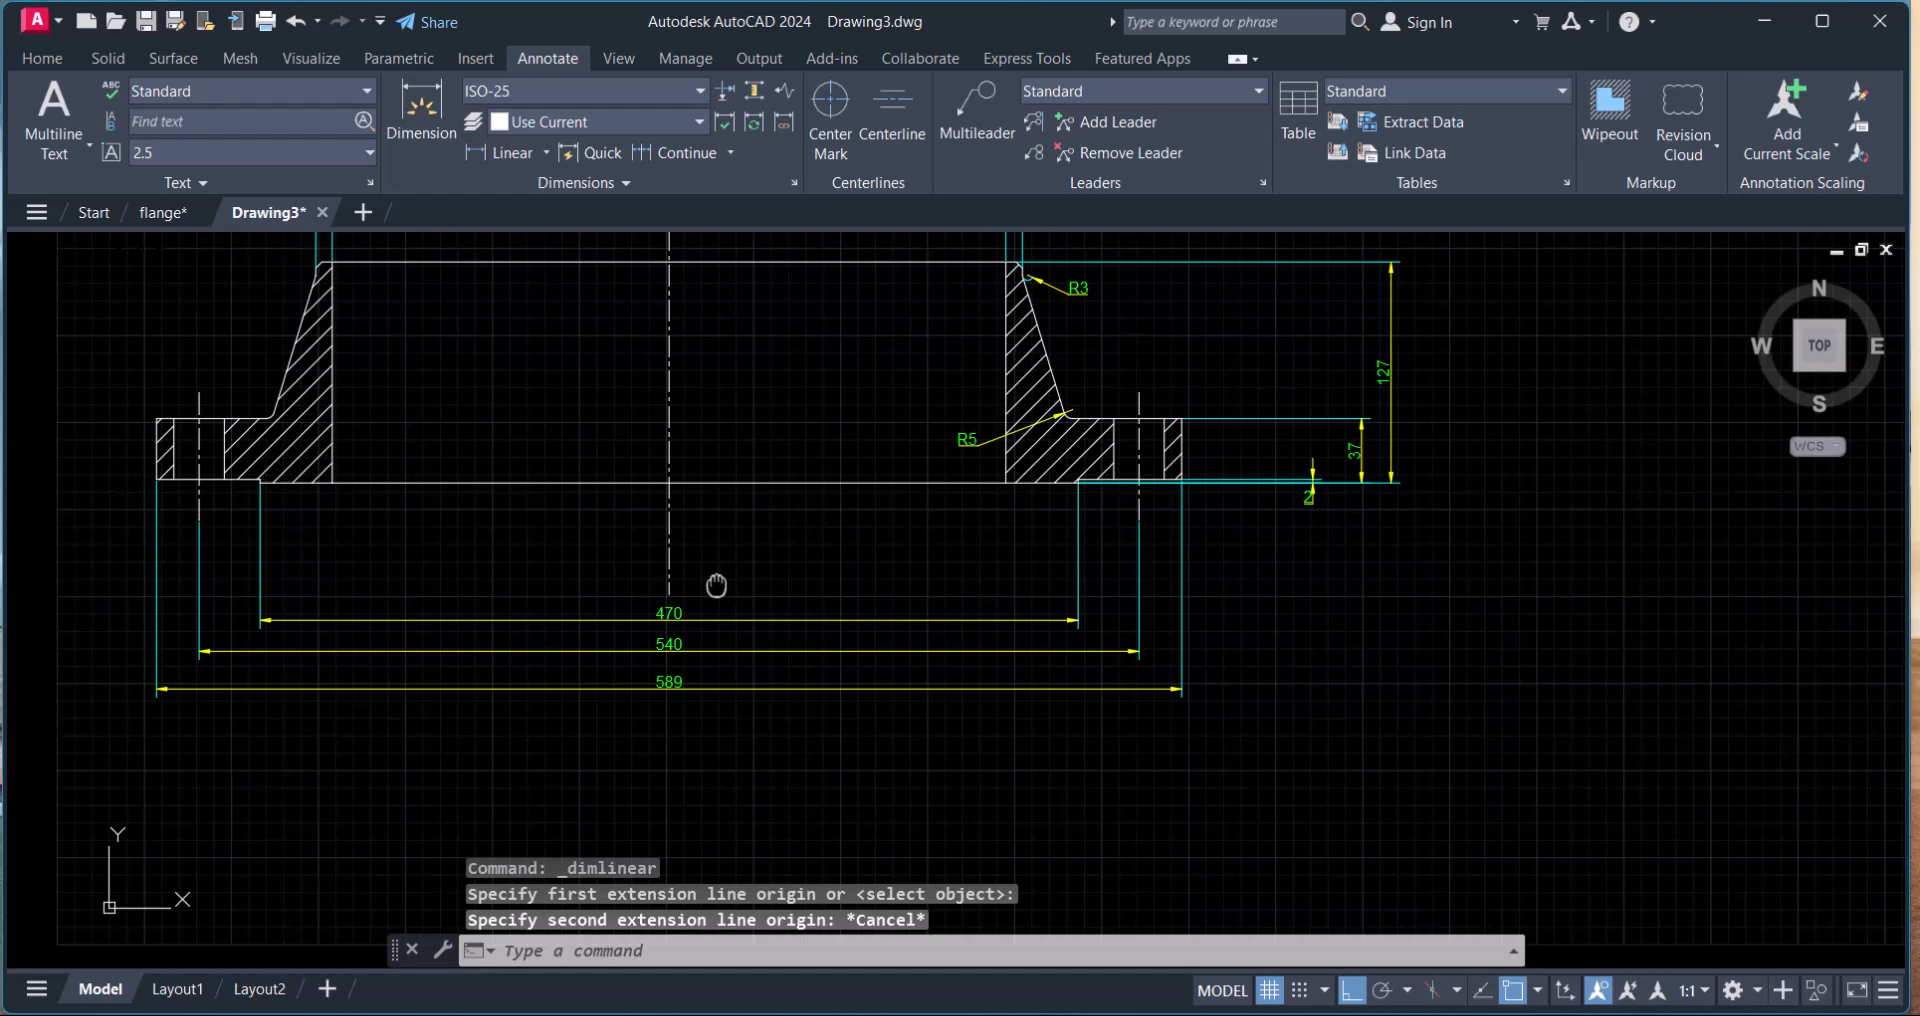 A Share Autodesk AutoCAD 2024 Drawing3.dwg Type a keyword or phrase Sign In ?
Home Solid Surface Mesh Visualize Parametric Insert Annotate View Manage Output Add-ins Collaborate Express Tools Featured Apps
Multiline Text
ABC Standard
Find text
A 2.5
Text
Dimension
ISO-25
Use Current
Linear Quick Continue
Dimensions
Center Mark
Centerline
Centerlines
Multileader
Standard
Add Leader
Remove Leader
Leaders
Table
Standard
Extract Data
Link Data
Tables
Wipeout
Revision Cloud
Markup
Add Current Scale
Annotation Scaling
Start flange* Drawing3*
N
W TOP E
S
WCS
R3
127
R5
37
2
470
540
589
Y
X
Command: _dimlinear
Specify first extension line origin or <select object>:
Specify second extension line origin: *Cancel*
Type a command
Model Layout1 Layout2 MODEL 1:1